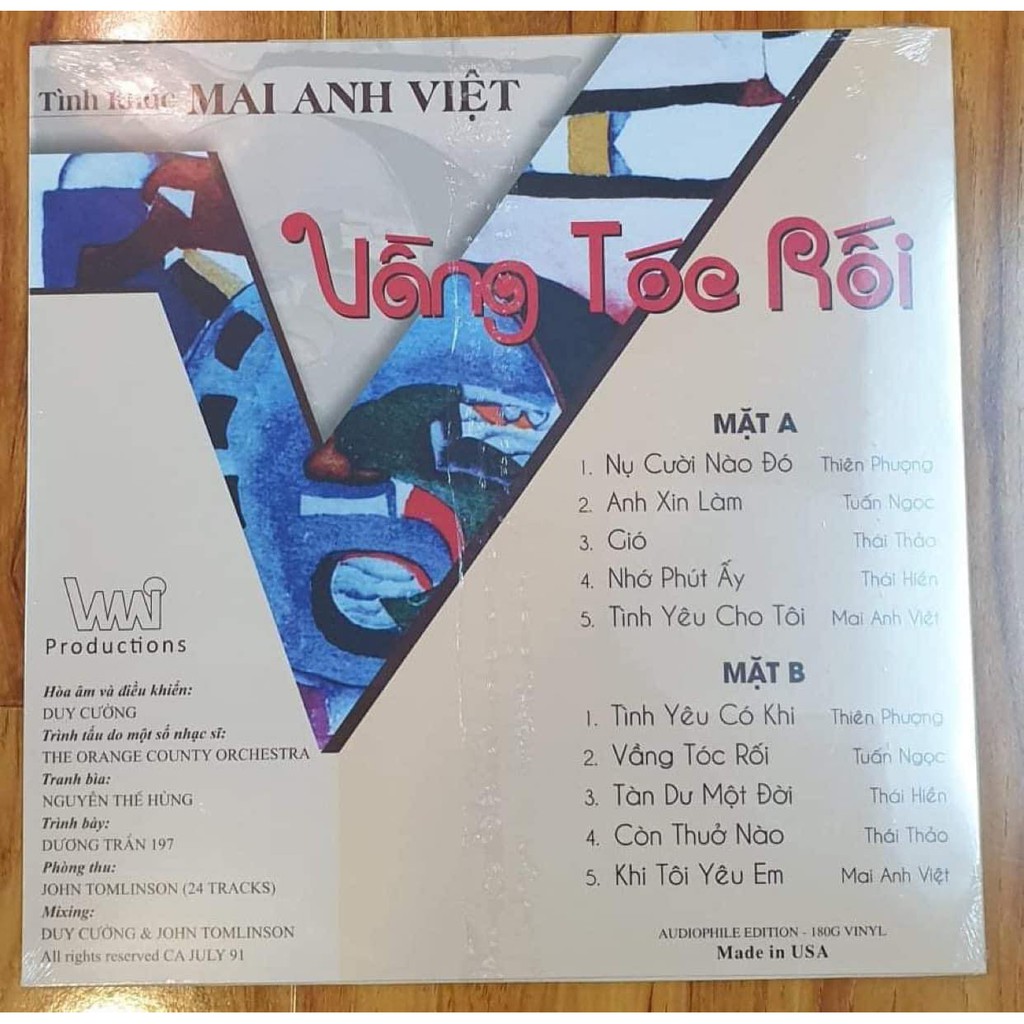 Tình Khúc MAI ANH VIỆT
Vầng Tóc Rối
MẶT A
1. Nụ Cười Nào Đó Thiên Phượng
2. Anh Xin Làm Tuấn Ngọc
3. Gió Thái Thảo
4. Nhớ Phút Ấy Thái Hiền
5. Tình Yêu Cho Tôi Mai Anh Việt
MẶT B
1. Tình Yêu Có Khi Thiên Phượng
2. Vầng Tóc Rối Tuấn Ngọc
3. Tàn Dư Một Đời Thái Hiền
4. Còn Thuở Nào Thái Thảo
5. Khi Tôi Yêu Em Mai Anh Việt
Productions
Hòa âm và điều khiển:
DUY CƯỜNG
Trình tấu do một số nhạc sĩ:
THE ORANGE COUNTY ORCHESTRA
Tranh bìa:
NGUYỄN THẾ HÙNG
Trình bày:
DƯƠNG TRẦN 197
Phòng thu:
JOHN TOMLINSON (24 TRACKS)
Mixing:
DUY CƯỜNG & JOHN TOMLINSON
All rights reserved CA JULY 91
AUDIOPHILE EDITION - 180G VINYL
Made in USA